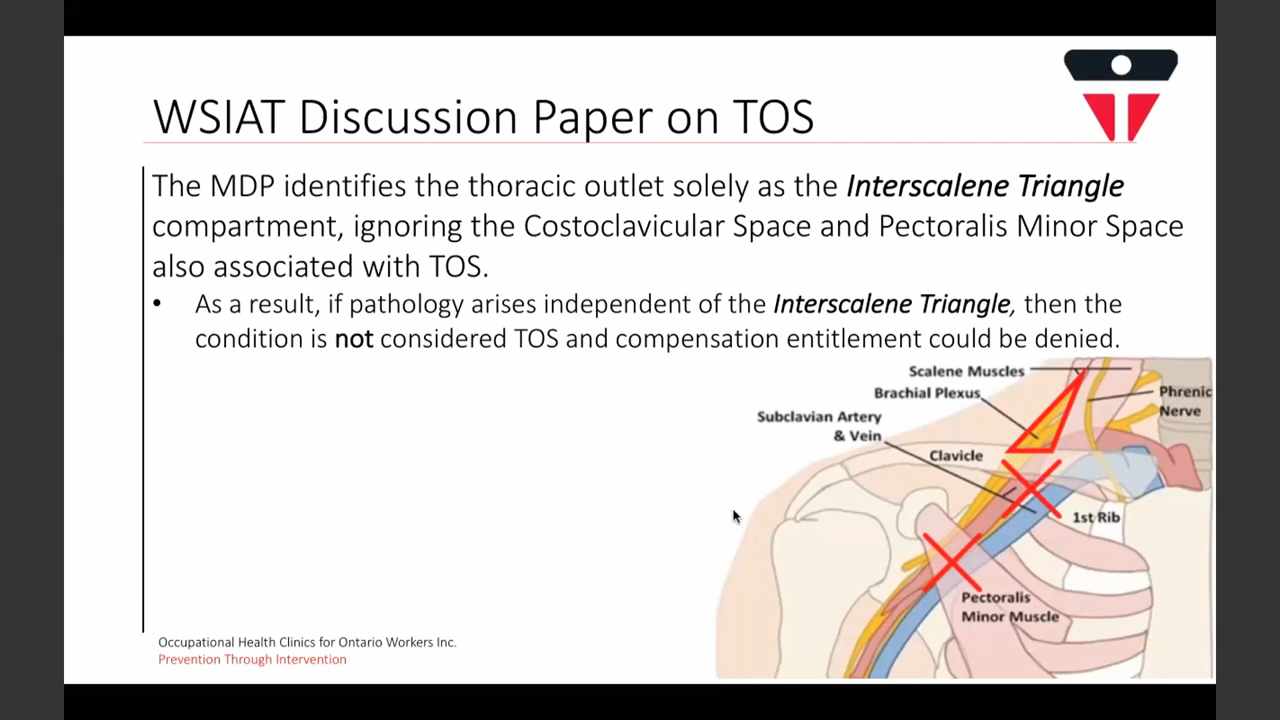 WSIAT Discussion Paper on TOS
The MDP identifies the thoracic outlet solely as the Interscalene Triangle
compartment, ignoring the Costoclavicular Space and Pectoralis Minor Space
also associated with TOS.
• As a result, if pathology arises independent of the Interscalene Triangle, then the
condition is not considered TOS and compensation entitlement could be denied.
Scalene Muscles
Brachial Plexus
Phrenic
Nerve
Subclavian Artery
& Vein
Clavicle
1st Rib
Pectoralis
Minor Muscle
Occupational Health Clinics for Ontario Workers Inc.
Prevention Through Intervention